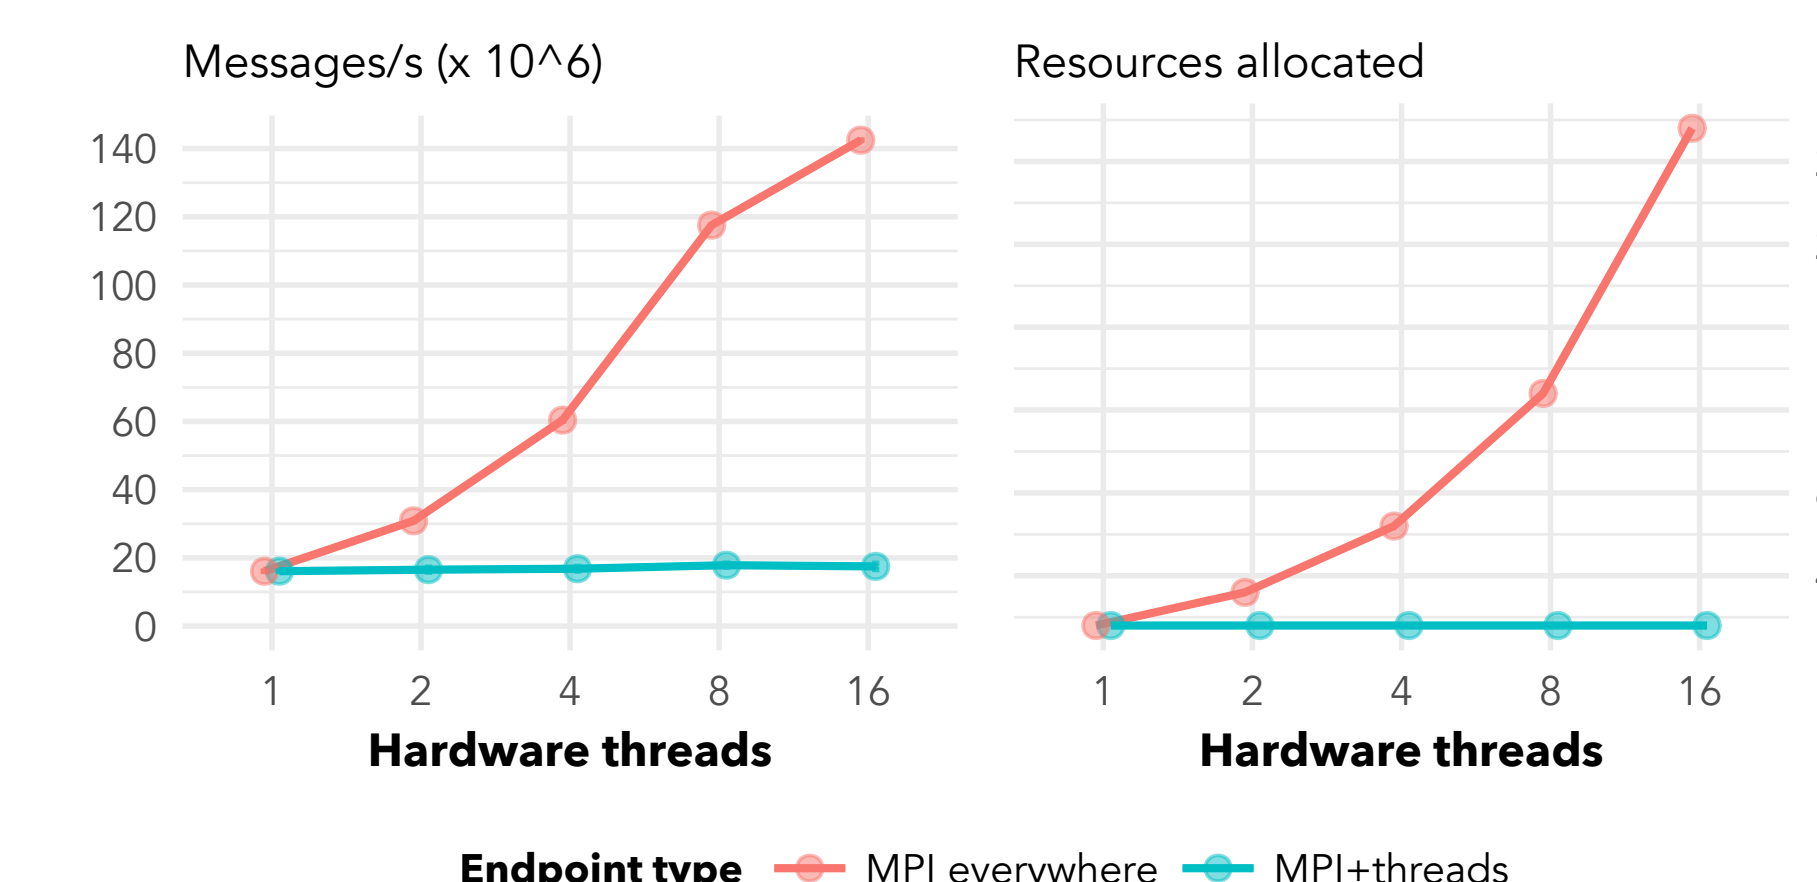 Messages/s (x 10^6)
Resources allocated
140
120
100
80
60
40
20
0
1 2 4 8 16
1 2 4 8 16
Hardware threads
Hardware threads
Endpoint type MPI everywhere MPI+threads